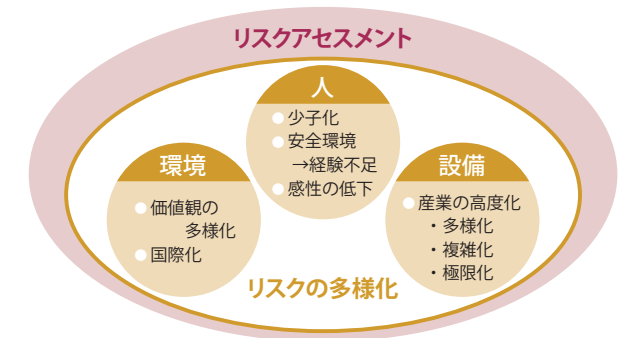 リスクアセスメント
人
● 少子化
● 安全環境
→経験不足
● 感性の低下
環境
● 価値観の
多様化
● 国際化
設備
● 産業の高度化
・多様化
・複雑化
・極限化
リスクの多様化